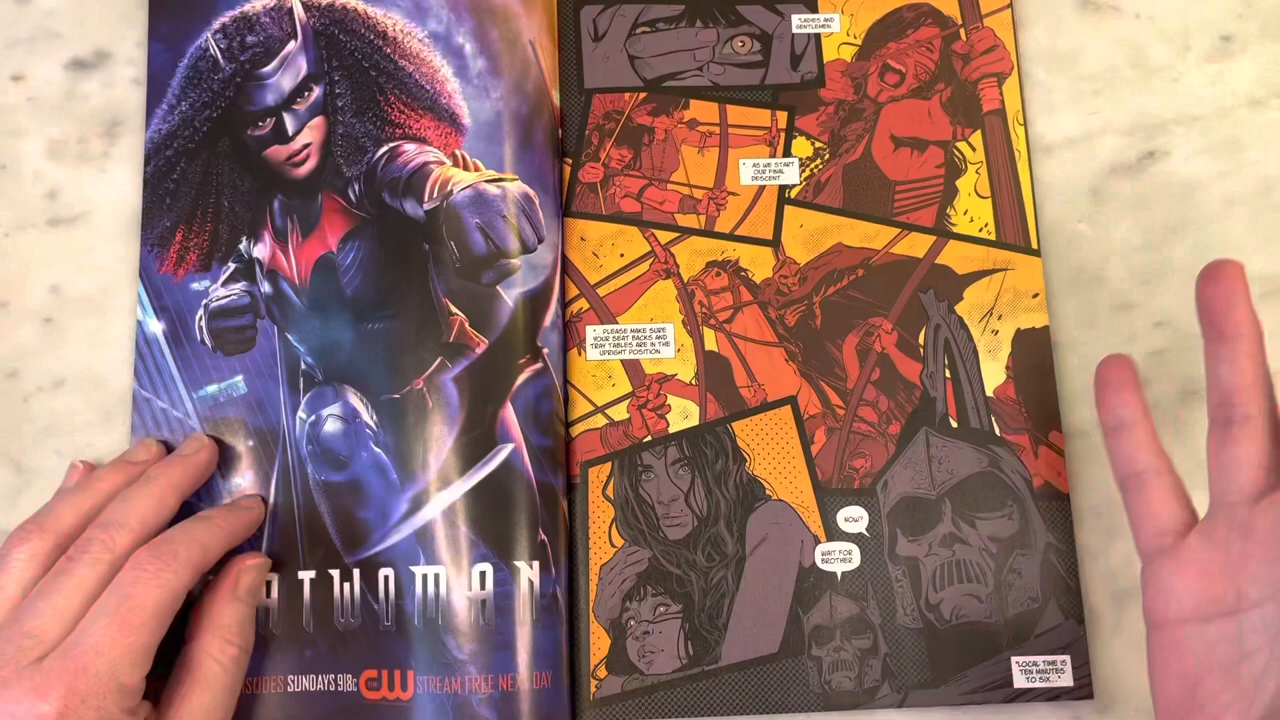 ATWOMAN
ISODES SUNDAYS 9|8c THE CW STREAM FREE NEXT DAY
"LADIES AND
GENTLEMEN.
". AS WE START
OUR FINAL
DESCENT.
"...PLEASE MAKE SURE
YOUR SEAT BACKS AND
TRAY TABLES ARE IN THE
UPRIGHT POSITION.
NOW?
WAIT FOR
BROTHER.
"LOCAL TIME IS
TEN MINUTES
TO SIX..."